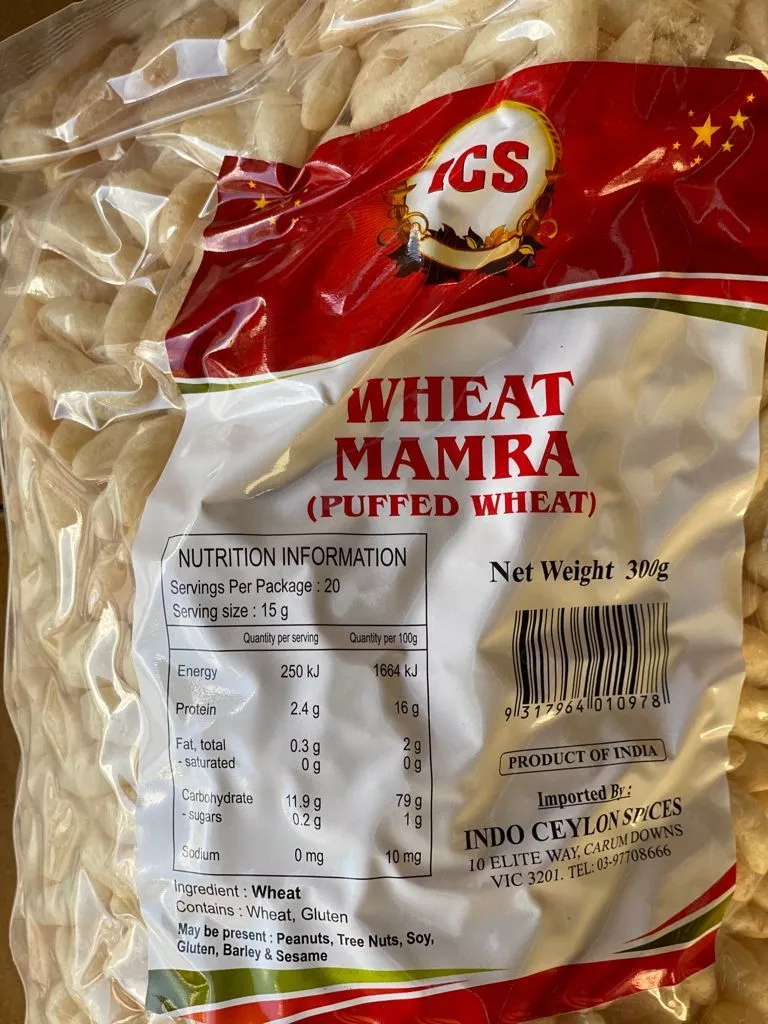 ICS
WHEAT
MAMRA
(PUFFED WHEAT)
NUTRITION INFORMATION
Servings Per Package : 20
Serving size : 15 g
Quantity per serving Quantity per 100g
Energy 250 kJ 1664 kJ
Protein 2.4 g 16 g
Fat, total 0.3 g 2 g
- saturated 0 g 0 g
Carbohydrate 11.9 g 79 g
- sugars 0.2 g 1 g
Sodium 0 mg 10 mg
Ingredient : Wheat
Contains : Wheat, Gluten
May be present : Peanuts, Tree Nuts, Soy,
Gluten, Barley & Sesame
Net Weight 300g
9 317964 010978
PRODUCT OF INDIA
Imported By :
INDO CEYLON SPICES
10 ELITE WAY, CARUM DOWNS
VIC 3201. TEL: 03-97708666